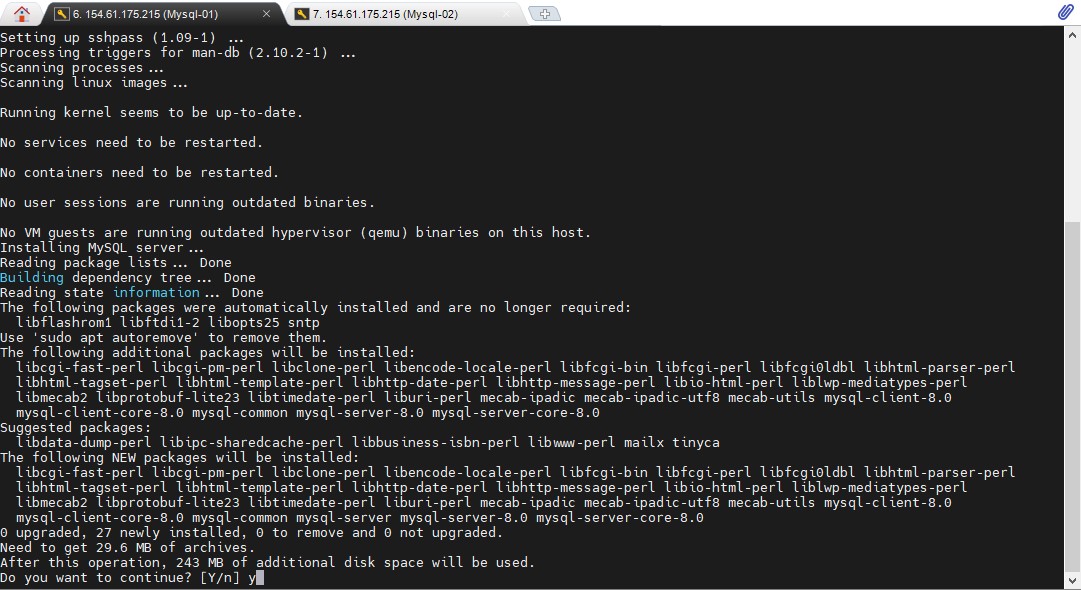 6. 154.61.175.215 (Mysql-01)
7. 154.61.175.215 (Mysql-02)
Setting up sshpass (1.09-1) ...
Processing triggers for man-db (2.10.2-1) ...
Scanning processes...
Scanning linux images...
Running kernel seems to be up-to-date.
No services need to be restarted.
No containers need to be restarted.
No user sessions are running outdated binaries.
No VM guests are running outdated hypervisor (qemu) binaries on this host.
Installing MySQL server...
Reading package lists... Done
Building dependency tree... Done
Reading state information... Done
The following packages were automatically installed and are no longer required:
libflashrom1 libftdi1-2 libopts25 sntp
Use 'sudo apt autoremove' to remove them.
The following additional packages will be installed:
libcgi-fast-perl libcgi-pm-perl libclone-perl libencode-locale-perl libfcgi-bin libfcgi-perl libfcgi0ldbl libhtml-parser-perl
libhtml-tagset-perl libhtml-template-perl libhttp-date-perl libhttp-message-perl libio-html-perl liblwp-mediatypes-perl
libmecab2 libprotobuf-lite23 libtimedate-perl liburi-perl mecab-ipadic mecab-ipadic-utf8 mecab-utils mysql-client-8.0
mysql-client-core-8.0 mysql-common mysql-server-8.0 mysql-server-core-8.0
Suggested packages:
libdata-dump-perl libipc-sharedcache-perl libbusiness-isbn-perl libwww-perl mailx tinyca
The following NEW packages will be installed:
libcgi-fast-perl libcgi-pm-perl libclone-perl libencode-locale-perl libfcgi-bin libfcgi-perl libfcgi0ldbl libhtml-parser-perl
libhtml-tagset-perl libhtml-template-perl libhttp-date-perl libhttp-message-perl libio-html-perl liblwp-mediatypes-perl
libmecab2 libprotobuf-lite23 libtimedate-perl liburi-perl mecab-ipadic mecab-ipadic-utf8 mecab-utils mysql-client-8.0
mysql-client-core-8.0 mysql-common mysql-server mysql-server-8.0 mysql-server-core-8.0
0 upgraded, 27 newly installed, 0 to remove and 0 not upgraded.
Need to get 29.6 MB of archives.
After this operation, 243 MB of additional disk space will be used.
Do you want to continue? [Y/n] y